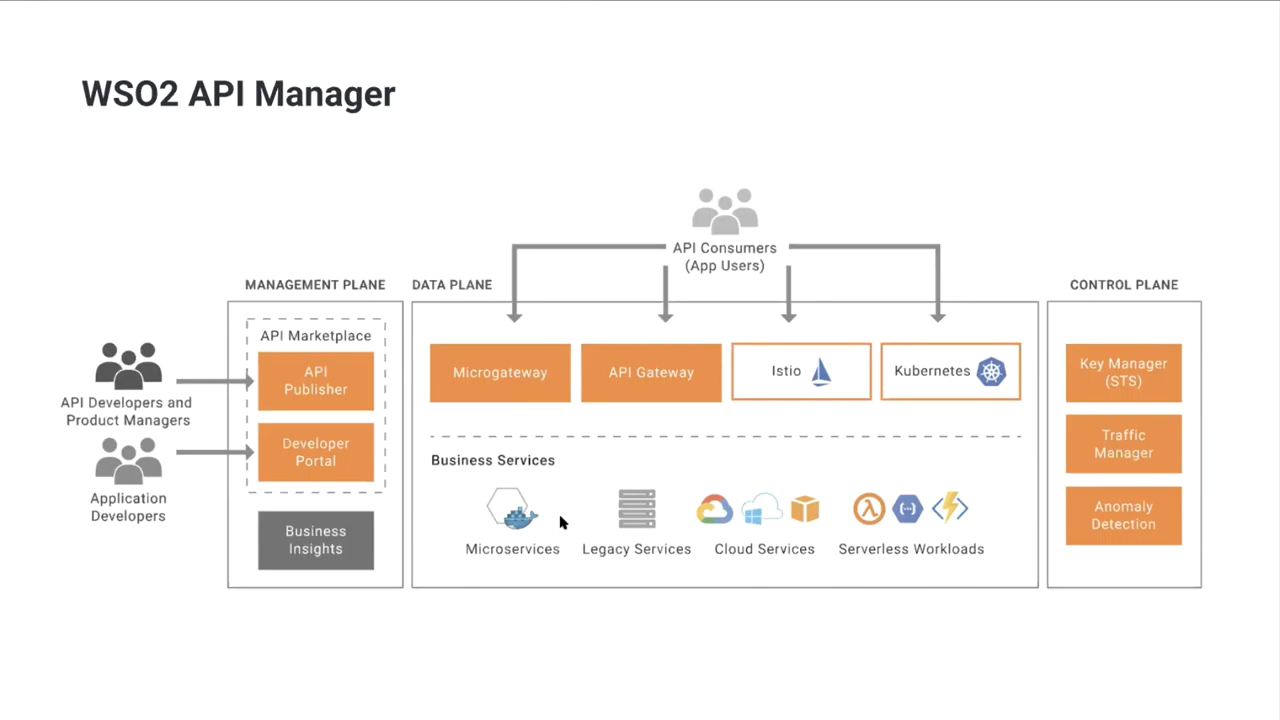 WSO2 API Manager
API Consumers
(App Users)
MANAGEMENT PLANE
DATA PLANE
CONTROL PLANE
API Marketplace
API
Publisher
Developer
Portal
Business
Insights
API Developers and
Product Managers
Application
Developers
Microgateway
API Gateway
Istio
Kubernetes
Business Services
Microservices
Legacy Services
Cloud Services
Serverless Workloads
Key Manager
(STS)
Traffic
Manager
Anomaly
Detection